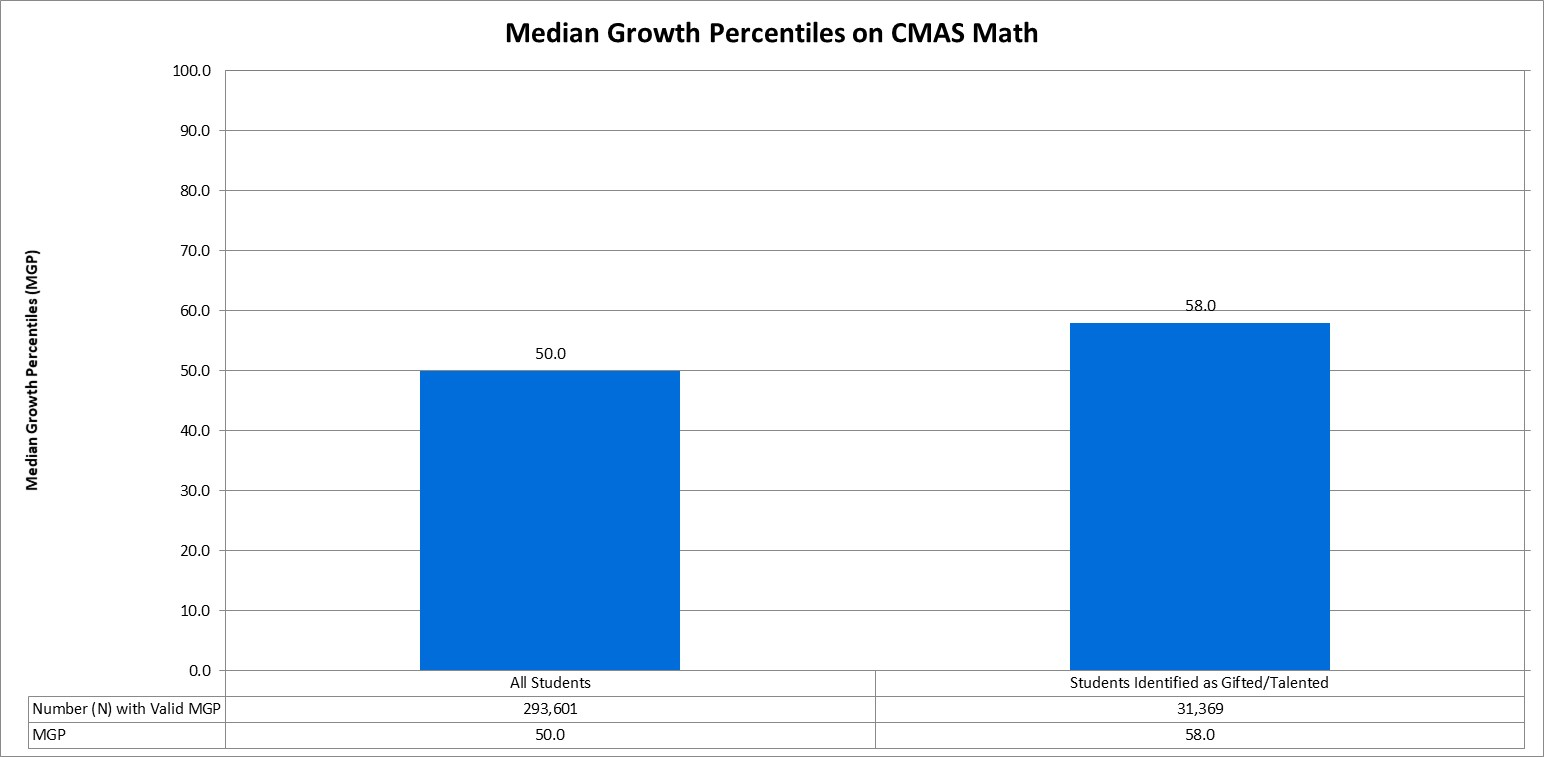 Median Growth Percentiles on CMAS Math
Median Growth Percentiles (MGP)
100.0
90.0
80.0
70.0
60.0
50.0
40.0
30.0
20.0
10.0
0.0
50.0
58.0
All Students Students Identified as Gifted/Talented
Number (N) with Valid MGP 293,601 31,369
MGP 50.0 58.0